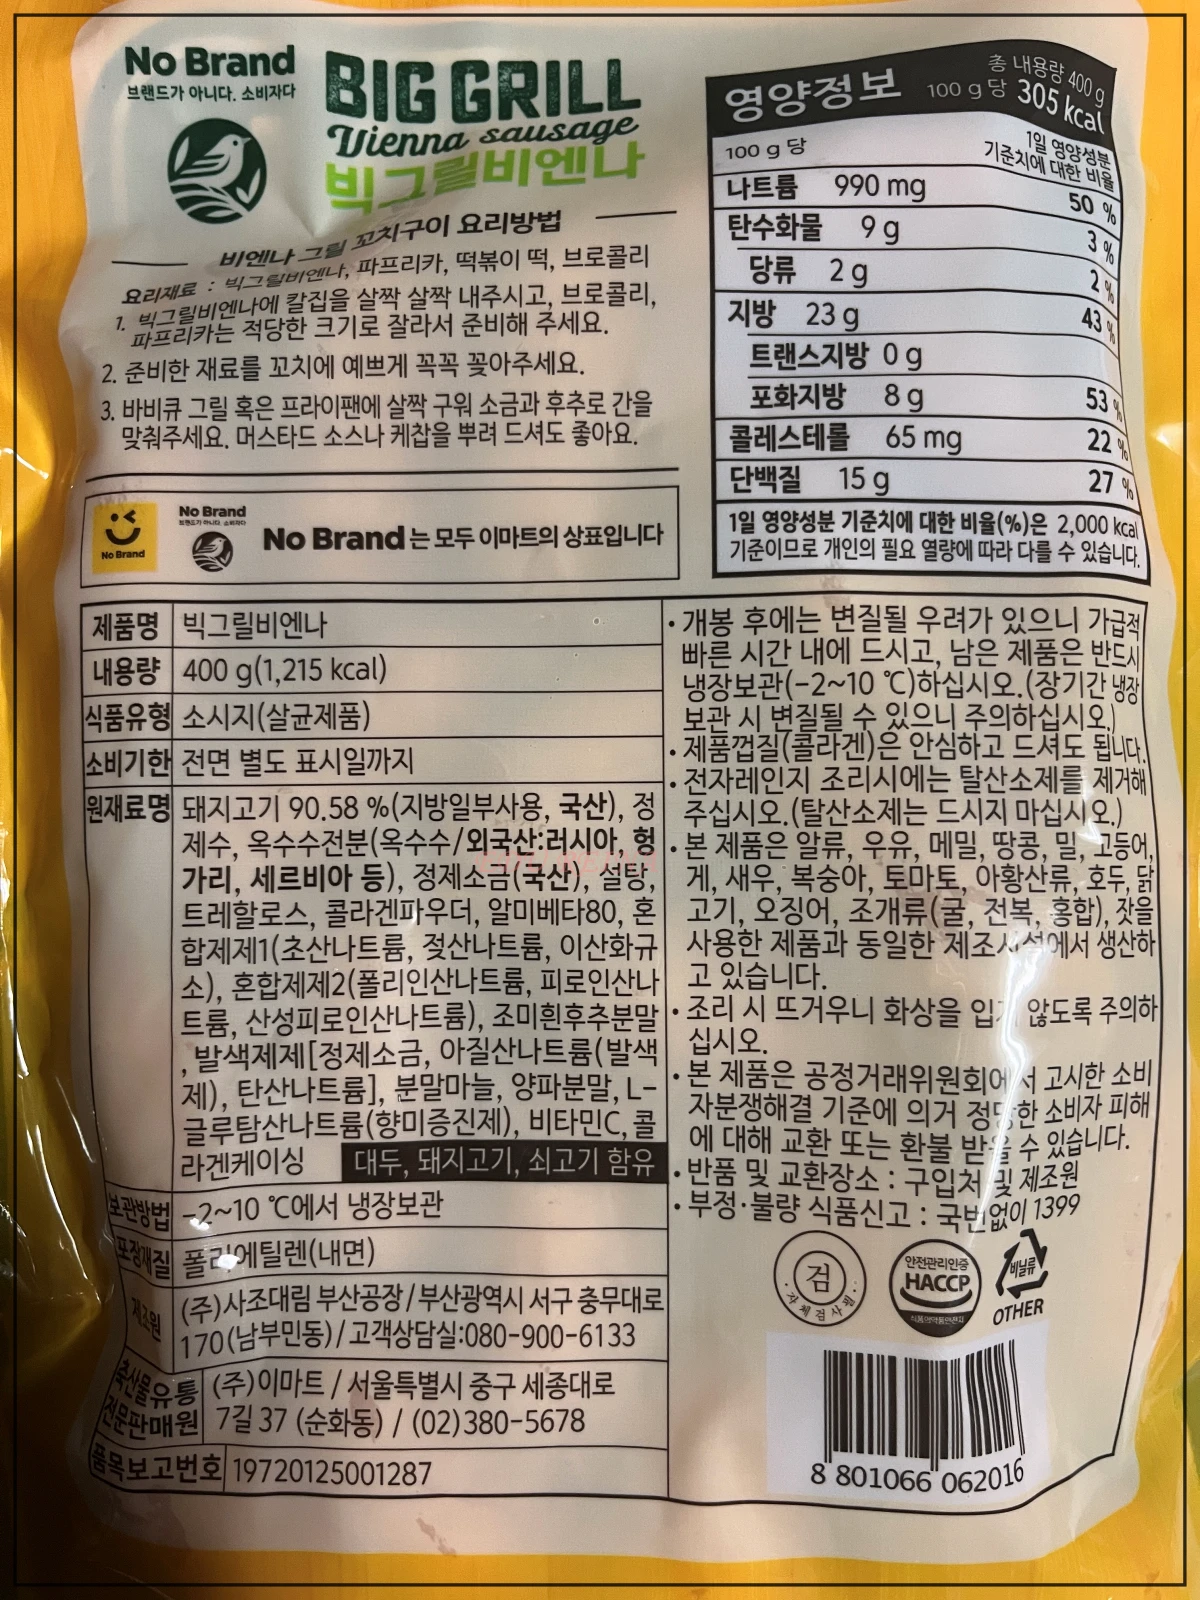 No Brand
브랜드가 아니다. 소비자다
BIG GRILL
Vienna sausage
빅그릴비엔나
비엔나 그릴 꼬치구이 요리방법
요리재료 : 빅그릴비엔나, 파프리카, 떡볶이 떡, 브로콜리
1. 빅그릴비엔나에 칼집을 살짝 살짝 내주시고, 브로콜리,
파프리카는 적당한 크기로 잘라서 준비해 주세요.
2. 준비한 재료를 꼬치에 예쁘게 꼭꼭 꽂아주세요.
3. 바비큐 그릴 혹은 프라이팬에 살짝 구워 소금과 후추로 간을
맞춰주세요. 머스타드 소스나 케찹을 뿌려 드셔도 좋아요.
No Brand
No Brand
브랜드가 아니다. 소비자다
No Brand는 모두 이마트의 상표입니다
영양정보
총 내용량 400 g
100 g 당 305 kcal
100 g 당
1일 영양성분
기준치에 대한 비율
나트륨 990 mg 50 %
탄수화물 9 g 3 %
당류 2 g 2 %
지방 23 g 43 %
트랜스지방 0 g
포화지방 8 g 53 %
콜레스테롤 65 mg 22 %
단백질 15 g 27 %
1일 영양성분 기준치에 대한 비율(%)은 2,000 kcal
기준이므로 개인의 필요 열량에 따라 다를 수 있습니다.
제품명 빅그릴비엔나
내용량 400 g(1,215 kcal)
식품유형 소시지(살균제품)
소비기한 전면 별도 표시일까지
원재료명 돼지고기 90.58 %(지방일부사용, 국산), 정
제수, 옥수수전분(옥수수/외국산:러시아, 헝
가리, 세르비아 등), 정제소금(국산), 설탕,
트레할로스, 콜라겐파우더, 알미베타80, 혼
합제제1(초산나트륨, 젖산나트륨, 이산화규
소), 혼합제제2(폴리인산나트륨, 피로인산나
트륨, 산성피로인산나트륨), 조미흰후추분말
, 발색제제[정제소금, 아질산나트륨(발색
제), 탄산나트륨], 분말마늘, 양파분말, L-
글루탐산나트륨(향미증진제), 비타민C, 콜
라겐케이싱 대두, 돼지고기, 쇠고기 함유
보관방법 -2~10 ℃에서 냉장보관
포장재질 폴리에틸렌(내면)
제조원 (주)사조대림 부산공장/부산광역시 서구 충무대로
170(남부민동)/고객상담실:080-900-6133
축산물유통 (주)이마트 / 서울특별시 중구 세종대로
전문판매원 7길 37 (순화동) / (02)380-5678
품목보고번호 19720125001287
• 개봉 후에는 변질될 우려가 있으니 가급적
빠른 시간 내에 드시고, 남은 제품은 반드시
냉장보관(-2~10 ℃)하십시오.(장기간 냉장
보관 시 변질될 수 있으니 주의하십시오.)
• 제품껍질(콜라겐)은 안심하고 드셔도 됩니다.
• 전자레인지 조리시에는 탈산소제를 제거해
주십시오.(탈산소제는 드시지 마십시오.)
• 본 제품은 알류, 우유, 메밀, 땅콩, 밀, 고등어,
게, 새우, 복숭아, 토마토, 아황산류, 호두, 닭
고기, 오징어, 조개류(굴, 전복, 홍합), 잣을
사용한 제품과 동일한 제조시설에서 생산하
고 있습니다.
• 조리 시 뜨거우니 화상을 입지 않도록 주의하
십시오.
• 본 제품은 공정거래위원회에서 고시한 소비
자분쟁해결 기준에 의거 정당한 소비자 피해
에 대해 교환 또는 환불 받을 수 있습니다.
• 반품 및 교환장소 : 구입처 및 제조원
• 부정·불량 식품신고 : 국번없이 1399
검
자체검사필
안전관리인증
HACCP
식품의약품안전처
비닐류
OTHER
8 801066 062016